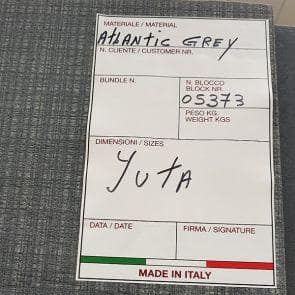 MATERIALE / MATERIAL
ATLANTIC GREY
N. CLIENTE / CUSTOMER NR.
BUNDLE N.
N. BLOCCO
BLOCK NR.
05373
PESO KG.
WEIGHT KGS
DIMENSIONI / SIZES
YUTA
DATA / DATE
FIRMA / SIGNATURE
MADE IN ITALY